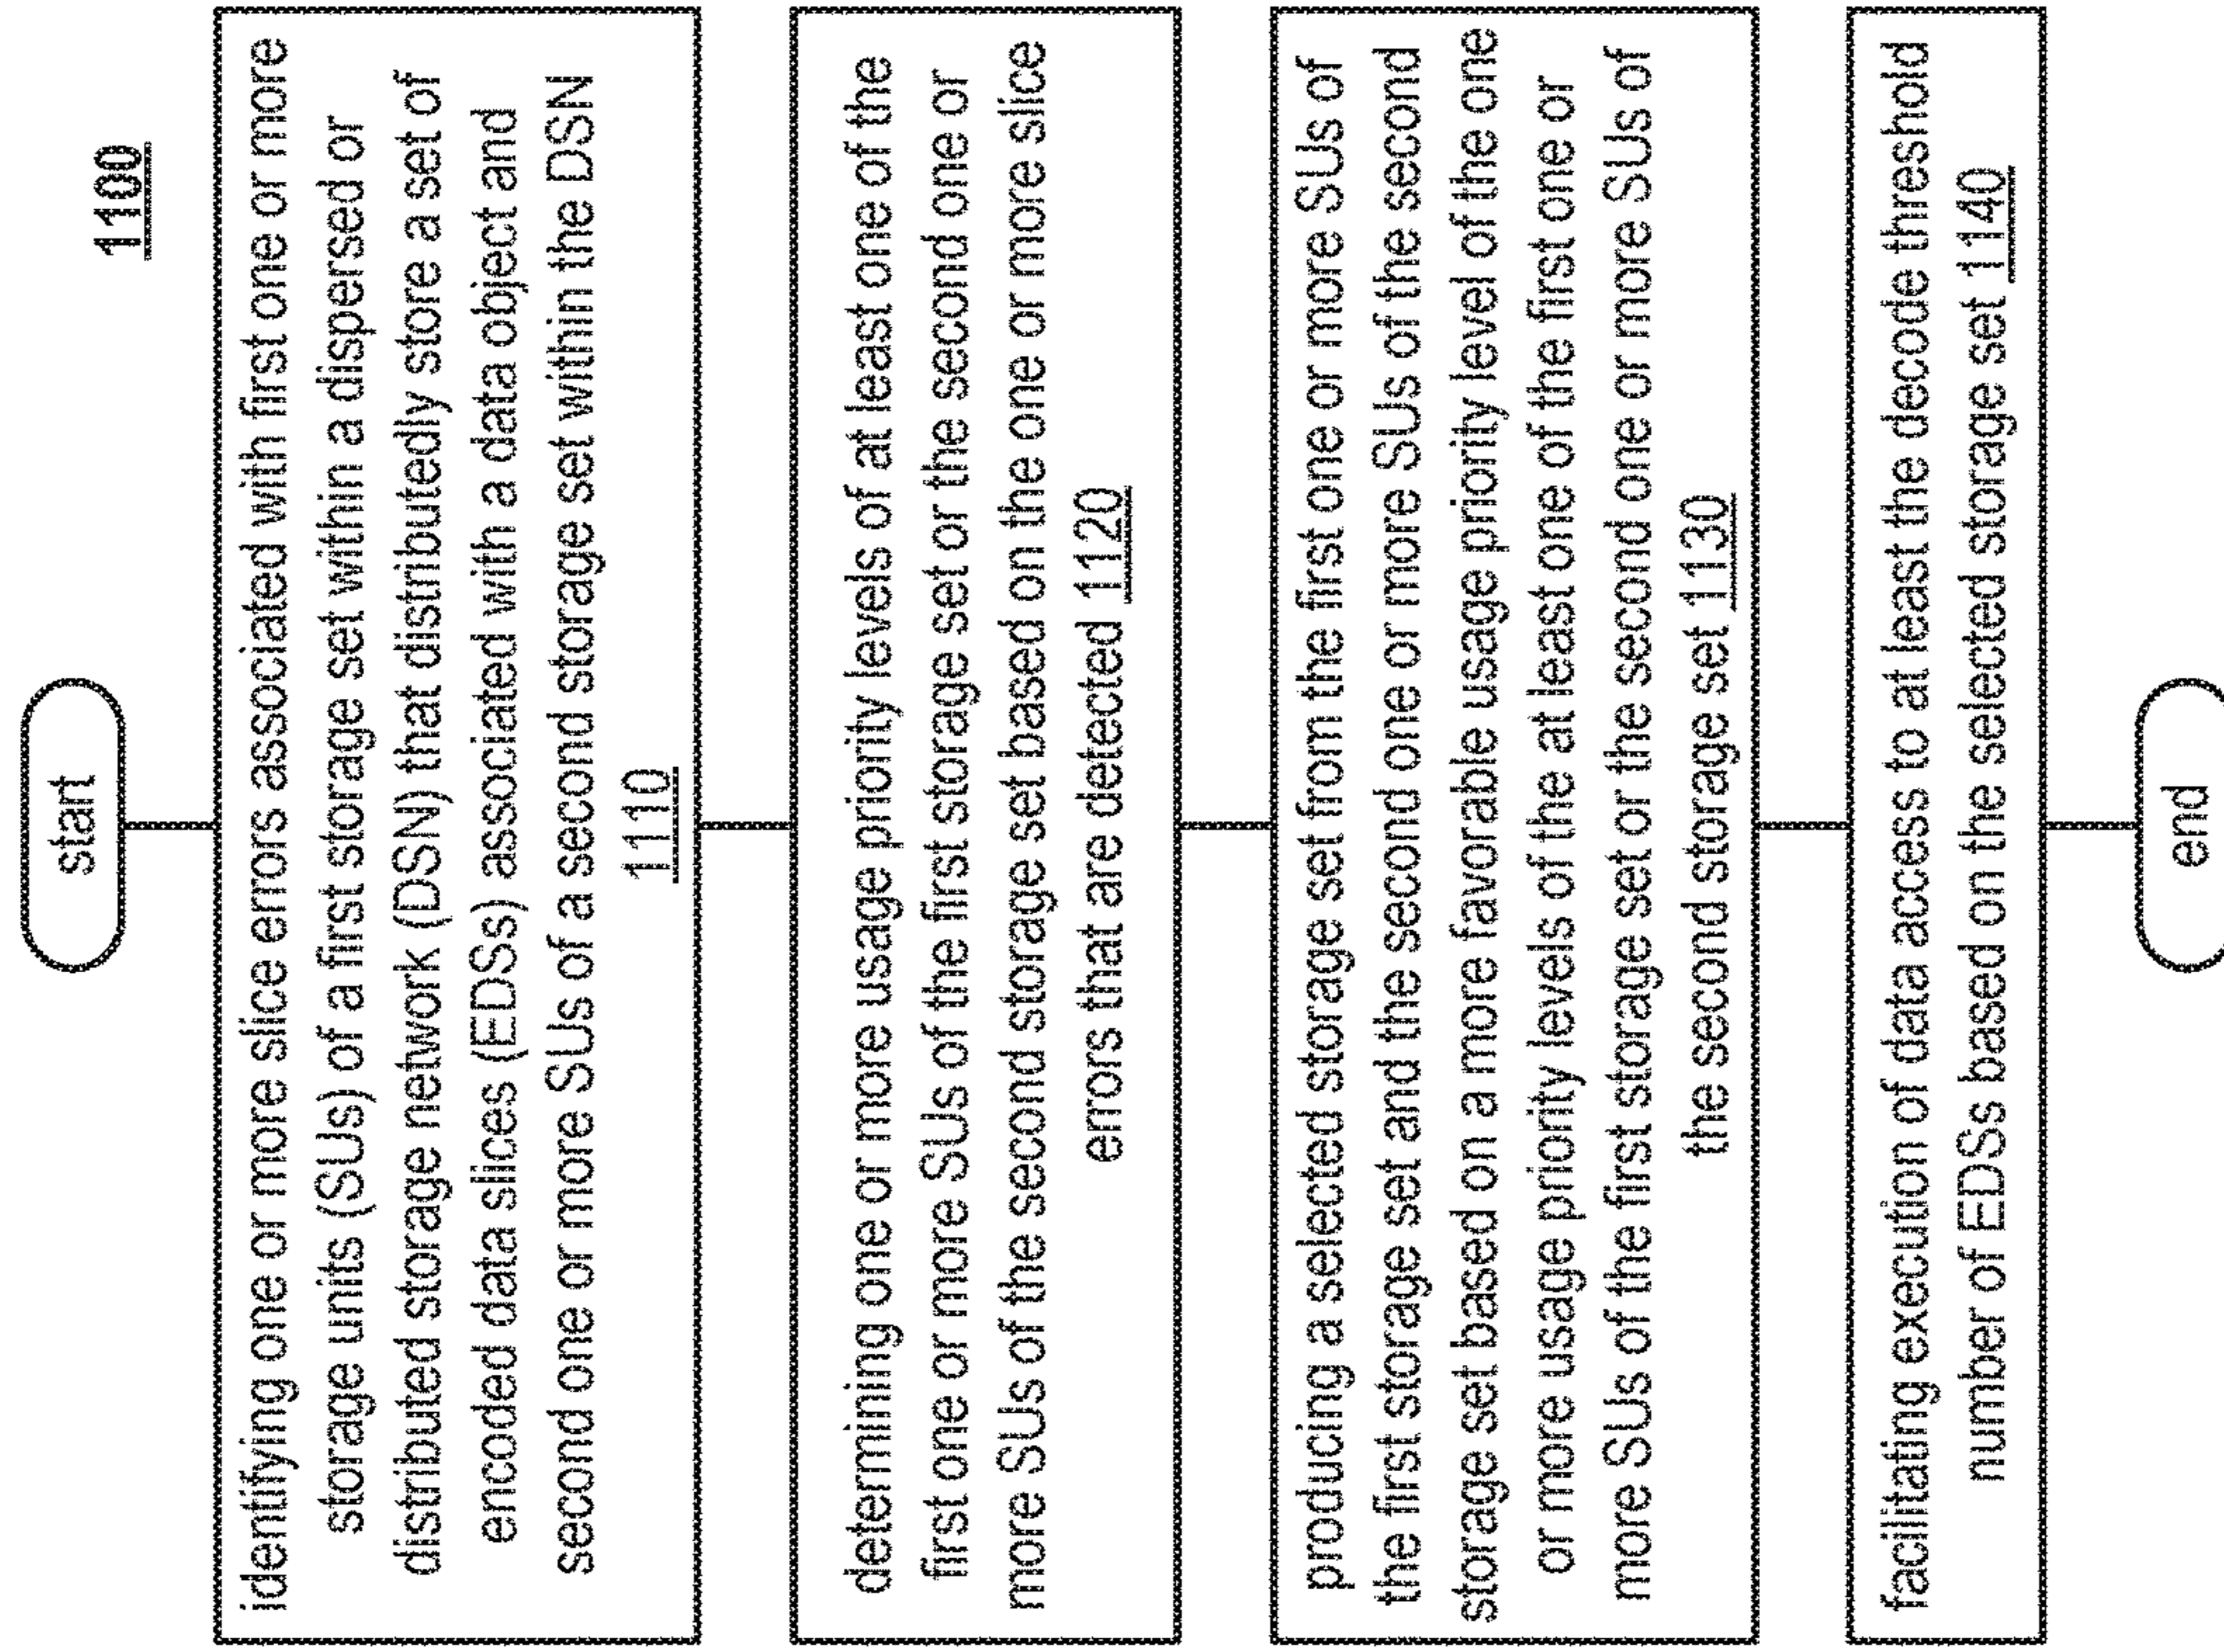 1100
start
identifying one or more slice errors associated with first one or more
storage units (SUs) of a first storage set within a dispersed or
distributed storage network (DSN) that distributedly store a set of
encoded data slices (EDSs) associated with a data object and
second one or more SUs of a second storage set within the DSN
1110
determining one or more usage priority levels of at least one of the
first one or more SUs of the first storage set or the second one or
more SUs of the second storage set based on the one or more slice
errors that are detected 1120
producing a selected storage set from the first one or more SUs of
the first storage set and the second one or more SUs of the second
storage set based on a more favorable usage priority level of the one
or more usage priority levels of the at least one of the first one or
more SUs of the first storage set or the second one or more SUs of
the second storage set 1130
facilitating execution of data access to at least the decode threshold
number of EDSs based on the selected storage set 1140
end